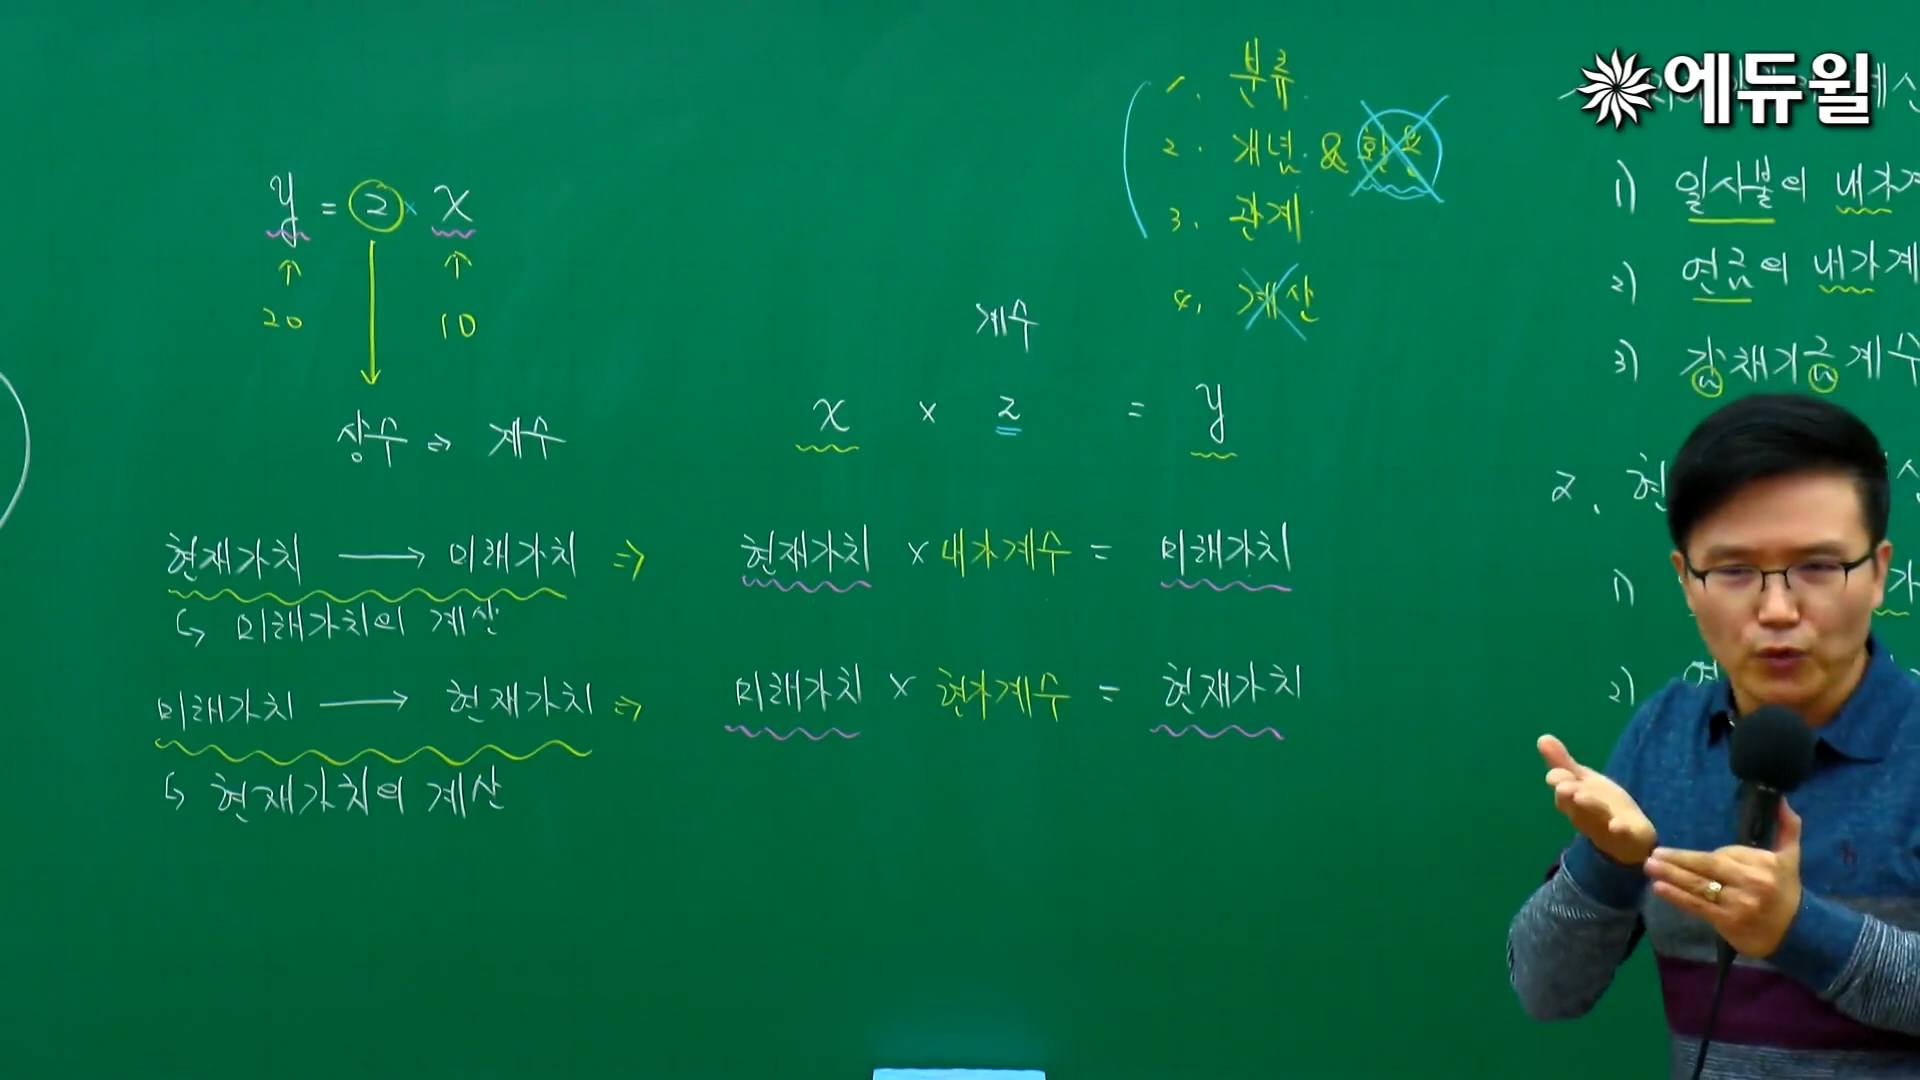 에듀윌
y = 2 × x
↑ ↑
20 10
상수 ⇒ 계수
1. 분류
2. 개념 & 활용
3. 관계
4. 계산
계수
x × 2 = y
현재가치 → 미래가치 ⇒ 현재가치 × 내가계수 = 미래가치
↳ 미래가치의 계산
미래가치 → 현재가치 ⇒ 미래가치 × 현가계수 = 현재가치
↳ 현재가치의 계산
1) 일시불의 내가계
2) 연금의 내가계
3) 감채기금계수
2. 현
1)
2) 연